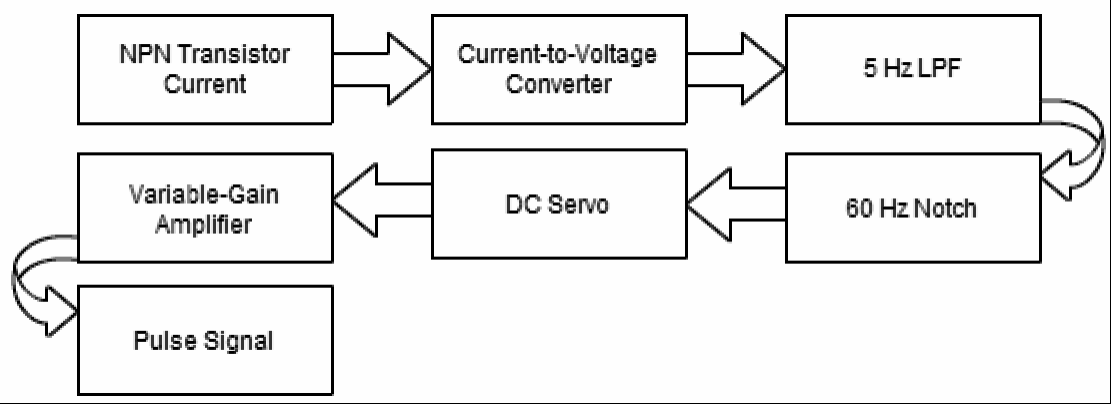 NPN Transistor
Current
Current-to-Voltage
Converter
5 Hz LPF
60 Hz Notch
DC Servo
Variable-Gain
Amplifier
Pulse Signal